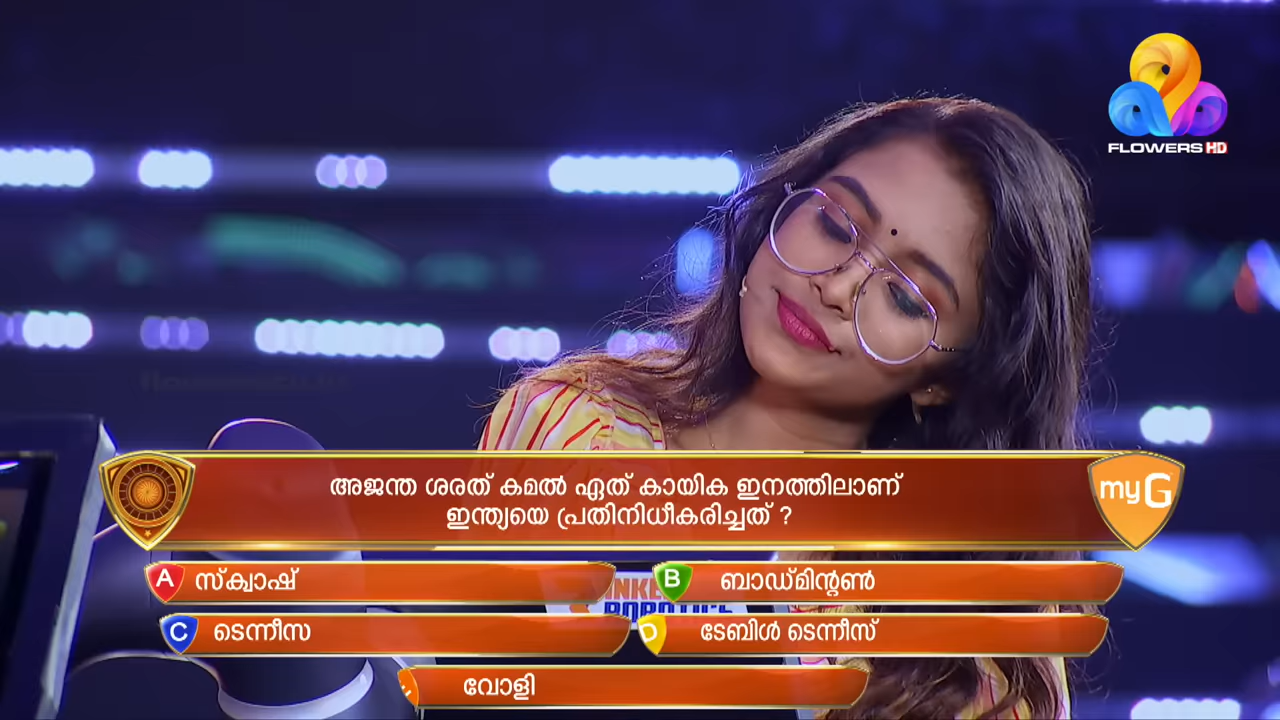 FLOWERS HD
അജന്ത ശരത് കമൽ ഏത് കായിക ഇനത്തിലാണ്
ഇന്ത്യയെ പ്രതിനിധീകരിച്ചത് ?
myG
A സ്ക്വാഷ്
B ബാഡ്മിന്റൺ
C ടെന്നീസ
D ടേബിൾ ടെന്നീസ്
വോളി